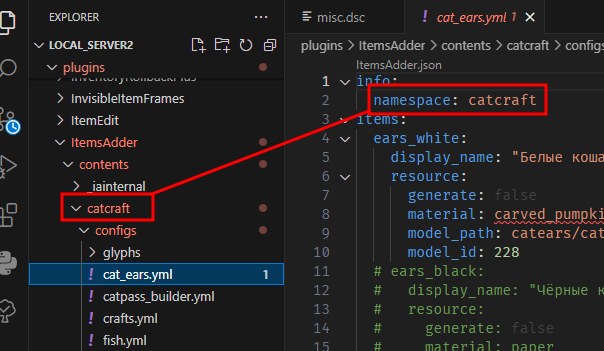 EXPLORER
LOCAL_SERVER2
plugins
InventoryRollbackPlus
InvisibleItemFrames
ItemEdit
ItemsAdder
contents
_iainternal
catcraft
configs
glyphs
! cat_ears.yml 1
! catpass_builder.yml
! crafts.yml
! fish.yml
misc.dsc
! cat_ears.yml 1 ×
plugins > ItemsAdder > contents > catcraft > configs
ItemsAdder.json
1 info:
2 namespace: catcraft
3 items:
4 ears_white:
5 display_name: "Белые коша
6 resource:
7 generate: false
8 material: carved_pumpki
9 model_path: catears/cat
10 model_id: 228
11 # ears_black:
12 # display_name: "Чёрные к
13 # resource:
14 # generate: false
15 # material: paper